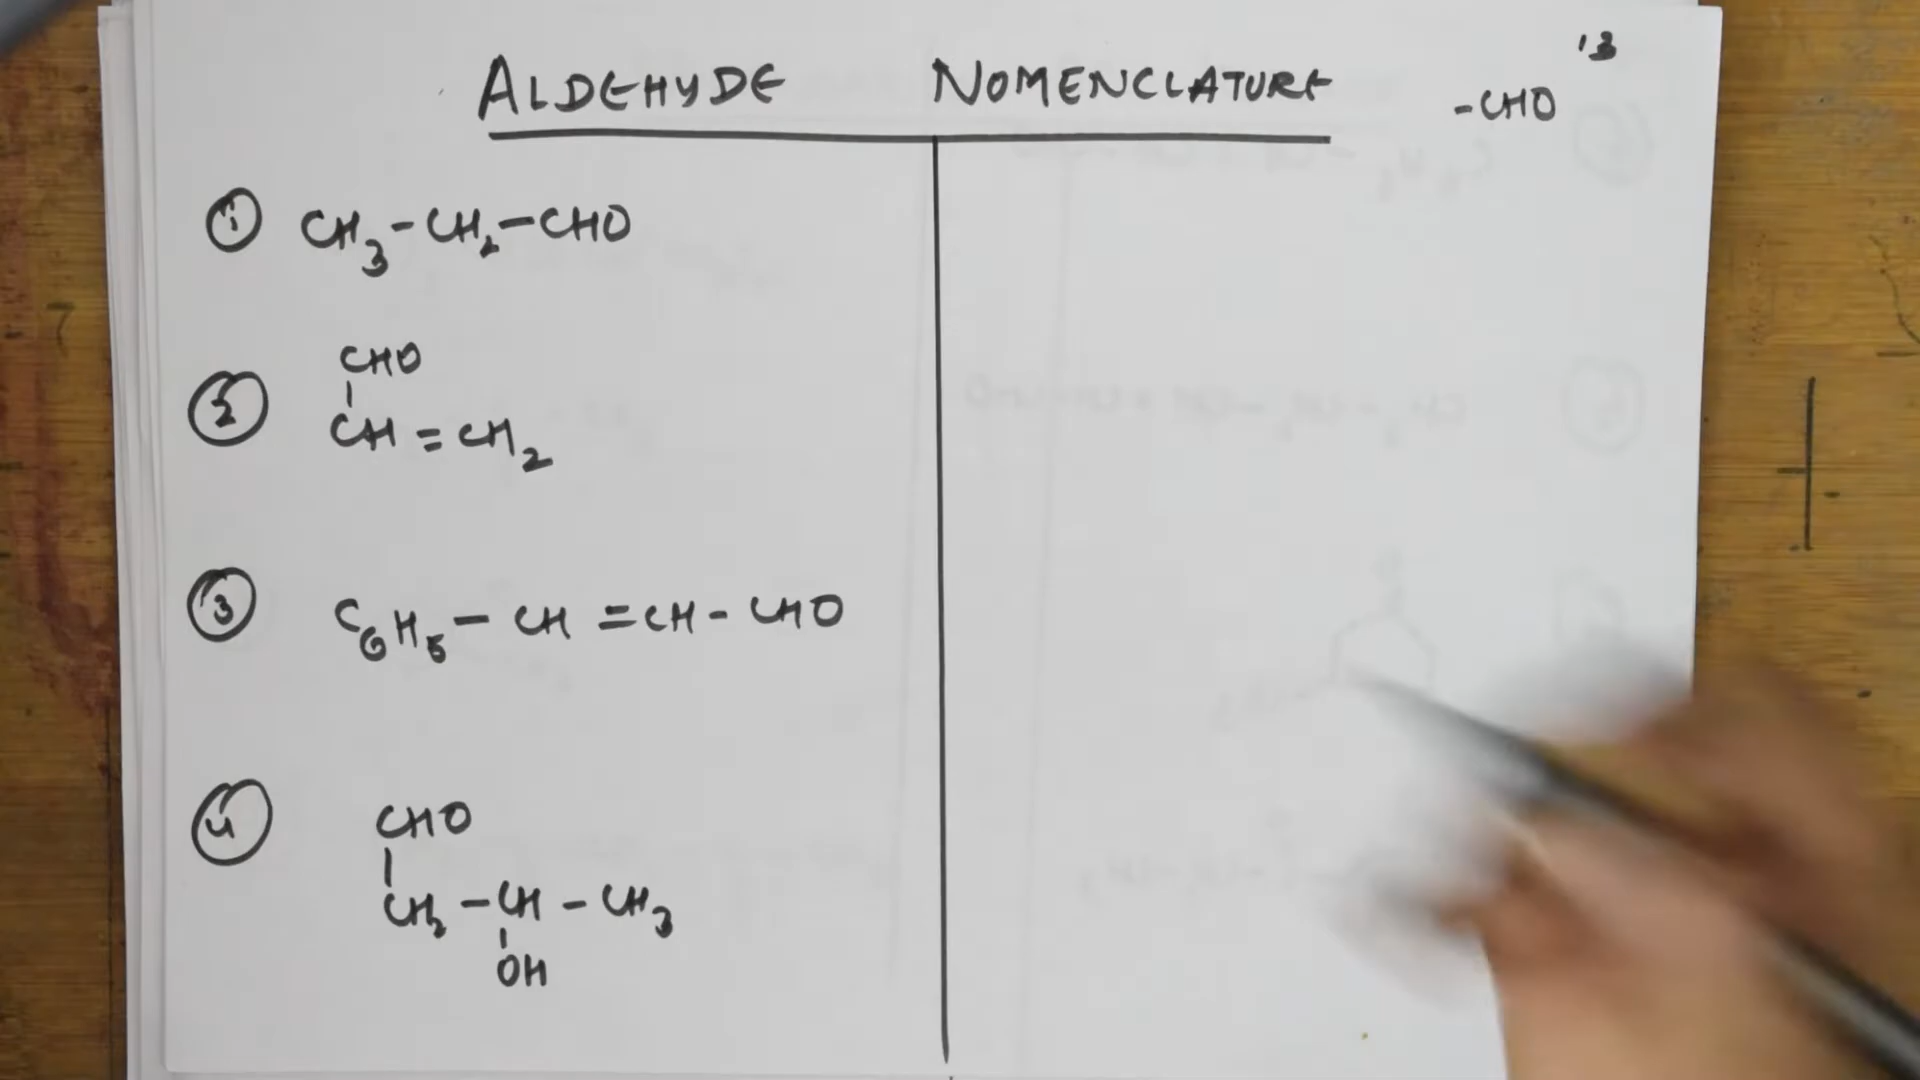 13
ALDEHYDE NOMENCLATURE
-CHO
1 CH3-CH2-CHO
CHO
2 CH=CH2
3 C6H5-CH=CH-CHO
4 CHO
CH2-CH-CH3
OH